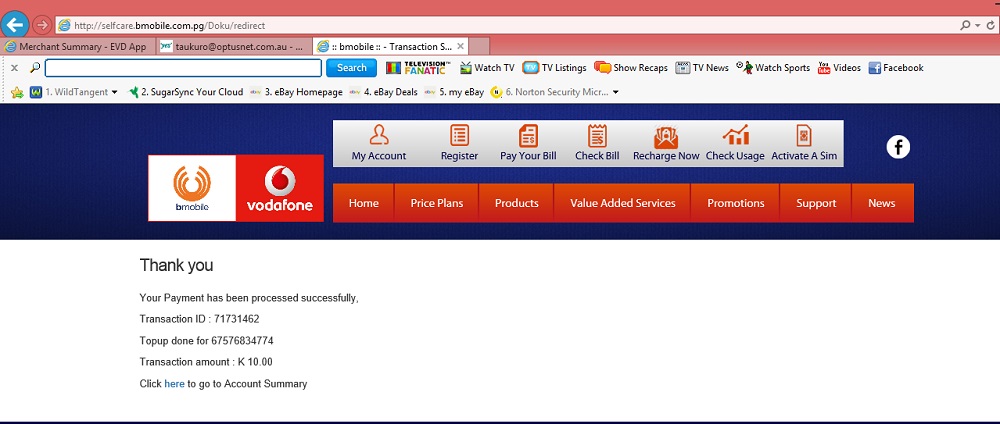 http://selfcare.bmobile.com.pg/Doku/redirect
Merchant Summary - EVD App
yes taukuro@optusnet.com.au - ...
:: bmobile :: - Transaction S... ×
x Search TELEVISION FANATIC Watch TV TV Listings Show Recaps TV News Watch Sports You Tube Videos Facebook
1. WildTangent 2. SugarSync Your Cloud 3. eBay Homepage 4. eBay Deals 5. my eBay 6. Norton Security Micr...
My Account Register Pay Your Bill Check Bill Recharge Now Check Usage Activate A Sim
bmobile vodafone
Home Price Plans Products Value Added Services Promotions Support News
Thank you
Your Payment has been processed successfully,
Transaction ID : 71731462
Topup done for 67576834774
Transaction amount : K 10.00
Click here to go to Account Summary